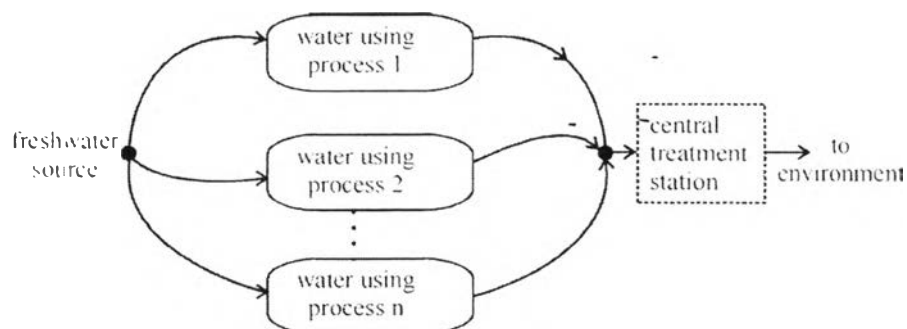 water using
process 1
freshwater
source
water using
process 2
central
treatment
station
to
environment
water using
process n